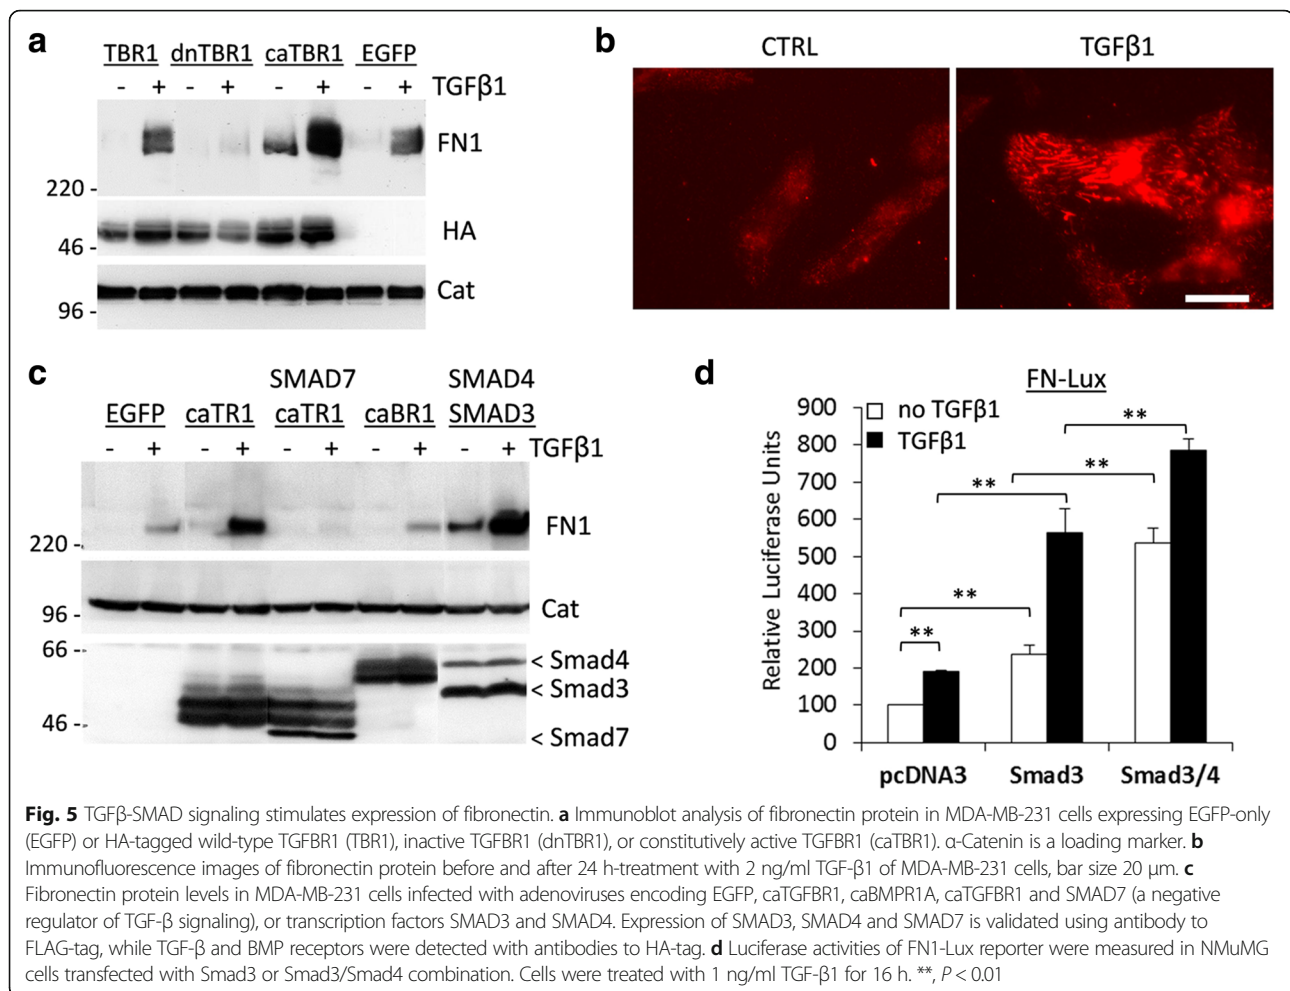 a
TBR1 dnTBR1 caTBR1 EGFP
- + - + - + - + TGFβ1
FN1
220 -
HA
46 -
Cat
96 -
b
CTRL TGFβ1
c
SMAD7 SMAD4
EGFP caTR1 caTR1 caBR1 SMAD3
- + - + - + - + - + TGFβ1
FN1
220 -
Cat
96 -
66 -
< Smad4
< Smad3
46 -
< Smad7
d
FN-Lux
no TGFβ1
TGFβ1
Relative Luciferase Units
900
800
700
600
500
400
300
200
100
0
**
**
**
**
**
pcDNA3 Smad3 Smad3/4
Fig. 5 TGFβ-SMAD signaling stimulates expression of fibronectin. a Immunoblot analysis of fibronectin protein in MDA-MB-231 cells expressing EGFP-only
(EGFP) or HA-tagged wild-type TGFBR1 (TBR1), inactive TGFBR1 (dnTBR1), or constitutively active TGFBR1 (caTBR1). α-Catenin is a loading marker. b
Immunofluorescence images of fibronectin protein before and after 24 h-treatment with 2 ng/ml TGF-β1 of MDA-MB-231 cells, bar size 20 μm. c
Fibronectin protein levels in MDA-MB-231 cells infected with adenoviruses encoding EGFP, caTGFBR1, caBMPR1A, caTGFBR1 and SMAD7 (a negative
regulator of TGF-β signaling), or transcription factors SMAD3 and SMAD4. Expression of SMAD3, SMAD4 and SMAD7 is validated using antibody to
FLAG-tag, while TGF-β and BMP receptors were detected with antibodies to HA-tag. d Luciferase activities of FN1-Lux reporter were measured in NMuMG
cells transfected with Smad3 or Smad3/Smad4 combination. Cells were treated with 1 ng/ml TGF-β1 for 16 h. **, P < 0.01